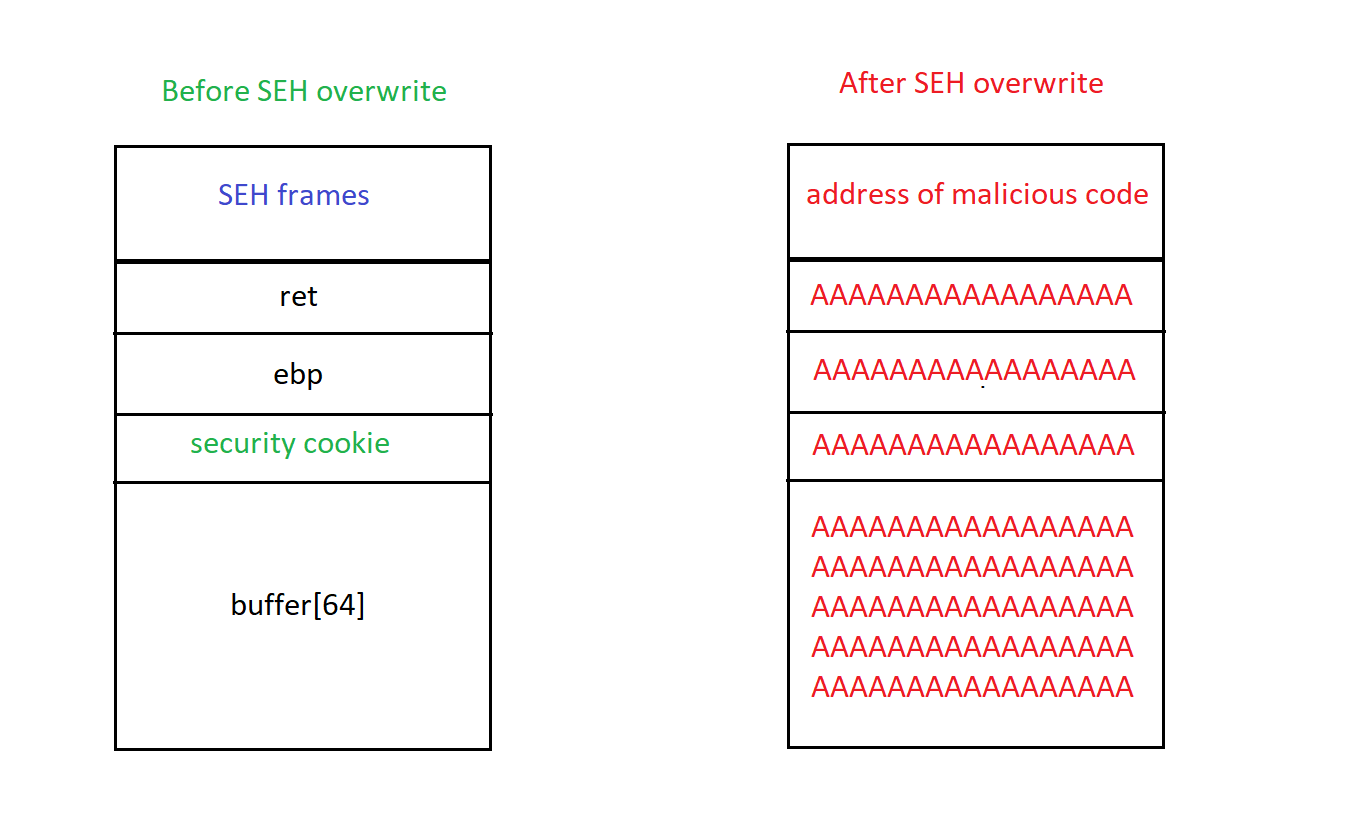 Before SEH overwrite
SEH frames
ret
ebp
security cookie
buffer[64]
After SEH overwrite
address of malicious code
AAAAAAAAAAAAAAAAA
AAAAAAAAAAAAAAAAA
AAAAAAAAAAAAAAAAA
AAAAAAAAAAAAAAAAA
AAAAAAAAAAAAAAAAA
AAAAAAAAAAAAAAAAA
AAAAAAAAAAAAAAAAA
AAAAAAAAAAAAAAAAA